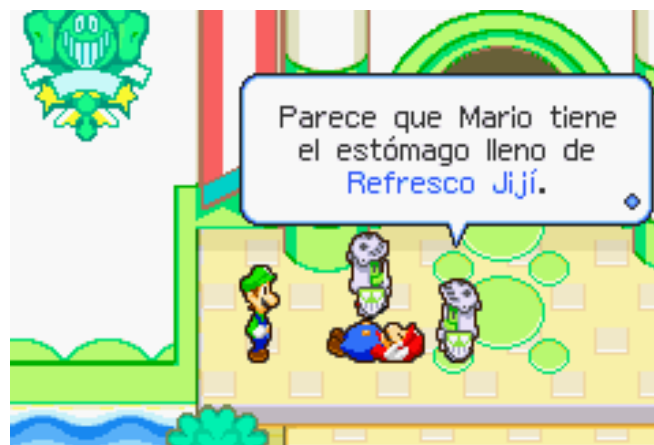 Parece que Mario tiene
el estómago lleno de
Refresco Jijí.